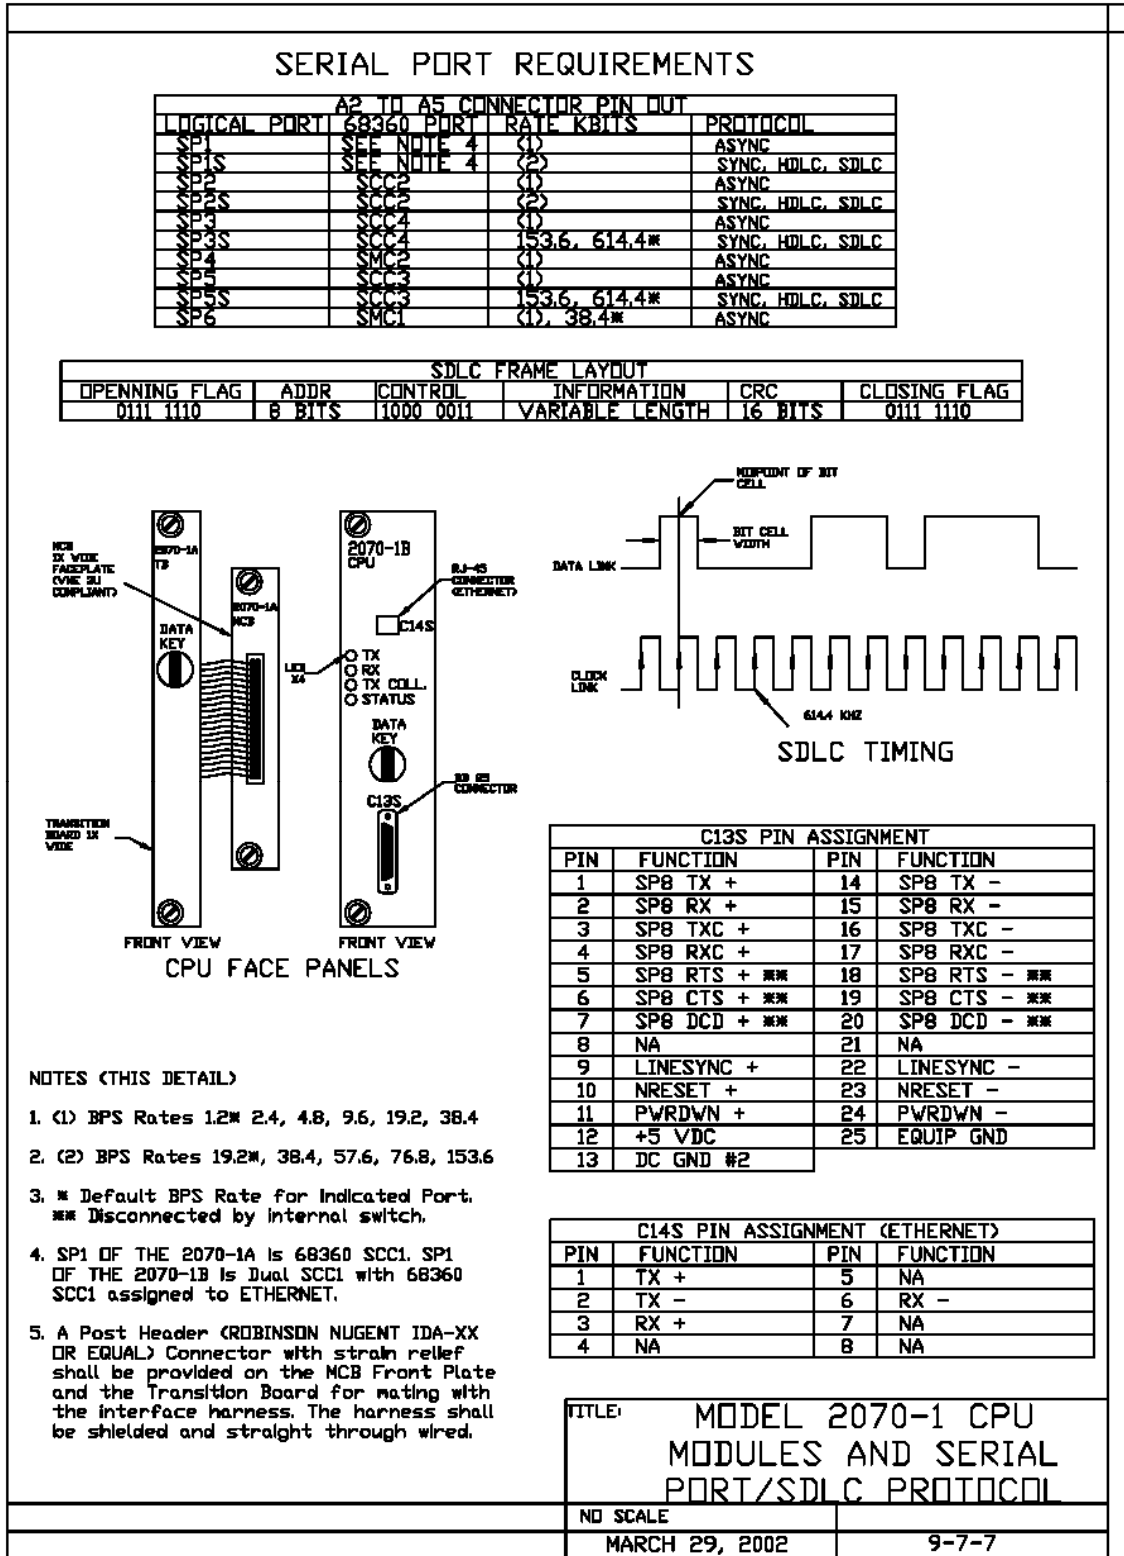 SERIAL PORT REQUIREMENTS
A2 TO A5 CONNECTOR PIN OUT
LOGICAL PORT 68360 PORT RATE KBITS PROTOCOL
SP1 SEE NOTE 4 (1) ASYNC
SP1S SEE NOTE 4 (2) SYNC, HDLC, SDLC
SP2 SCC2 (1) ASYNC
SP2S SCC2 (2) SYNC, HDLC, SDLC
SP3 SCC4 (1) ASYNC
SP3S SCC4 153.6, 614.4* SYNC, HDLC, SDLC
SP4 SMC2 (1) ASYNC
SP5 SCC3 (1) ASYNC
SP5S SCC3 153.6, 614.4* SYNC, HDLC, SDLC
SP6 SMC1 (1), 38.4* ASYNC
SDLC FRAME LAYOUT
OPENNING FLAG ADDR CONTROL INFORMATION CRC CLOSING FLAG
0111 1110 8 BITS 1000 0011 VARIABLE LENGTH 16 BITS 0111 1110
MCB
1X WIDE
FACEPLATE
(VME 3U
COMPLIANT)
2070-1A
TB
DATA
KEY
2070-1A
MCB
TRANSITION
BOARD 1X
WIDE
FRONT VIEW
2070-1B
CPU
RJ-45
CONNECTOR
(ETHERNET)
C14S
LED
X4
TX
RX
TX COLL.
STATUS
DATA
KEY
C13S
CONNECTOR
FRONT VIEW
CPU FACE PANELS
MIDPOINT OF BIT
CELL
BIT CELL
WIDTH
DATA LINK
CLOCK
LINK
614.4 KHZ
SDLC TIMING
C13S PIN ASSIGNMENT
PIN FUNCTION PIN FUNCTION
1 SP8 TX + 14 SP8 TX -
2 SP8 RX + 15 SP8 RX -
3 SP8 TXC + 16 SP8 TXC -
4 SP8 RXC + 17 SP8 RXC -
5 SP8 RTS + ** 18 SP8 RTS - **
6 SP8 CTS + ** 19 SP8 CTS - **
7 SP8 DCD + ** 20 SP8 DCD - **
8 NA 21 NA
9 LINESYNC + 22 LINESYNC -
10 NRESET + 23 NRESET -
11 PWRDWN + 24 PWRDWN -
12 +5 VDC 25 EQUIP GND
13 DC GND #2
C14S PIN ASSIGNMENT (ETHERNET)
PIN FUNCTION PIN FUNCTION
1 TX + 5 NA
2 TX - 6 RX -
3 RX + 7 NA
4 NA 8 NA
NOTES (THIS DETAIL)
1. (1) BPS Rates 1.2* 2.4, 4.8, 9.6, 19.2, 38.4
2. (2) BPS Rates 19.2*, 38.4, 57.6, 76.8, 153.6
3. * Default BPS Rate for Indicated Port.
** Disconnected by internal switch.
4. SP1 OF THE 2070-1A is 68360 SCC1. SP1
OF THE 2070-1B is Dual SCC1 with 68360
SCC1 assigned to ETHERNET.
5. A Post Header (ROBINSON NUGENT IDA-XX
OR EQUAL) Connector with strain relief
shall be provided on the MCB Front Plate
and the Transition Board for mating with
the interface harness. The harness shall
be shielded and straight through wired.
TITLE:
MODEL 2070-1 CPU
MODULES AND SERIAL
PORT/SDLC PROTOCOL
NO SCALE
MARCH 29, 2002 9-7-7